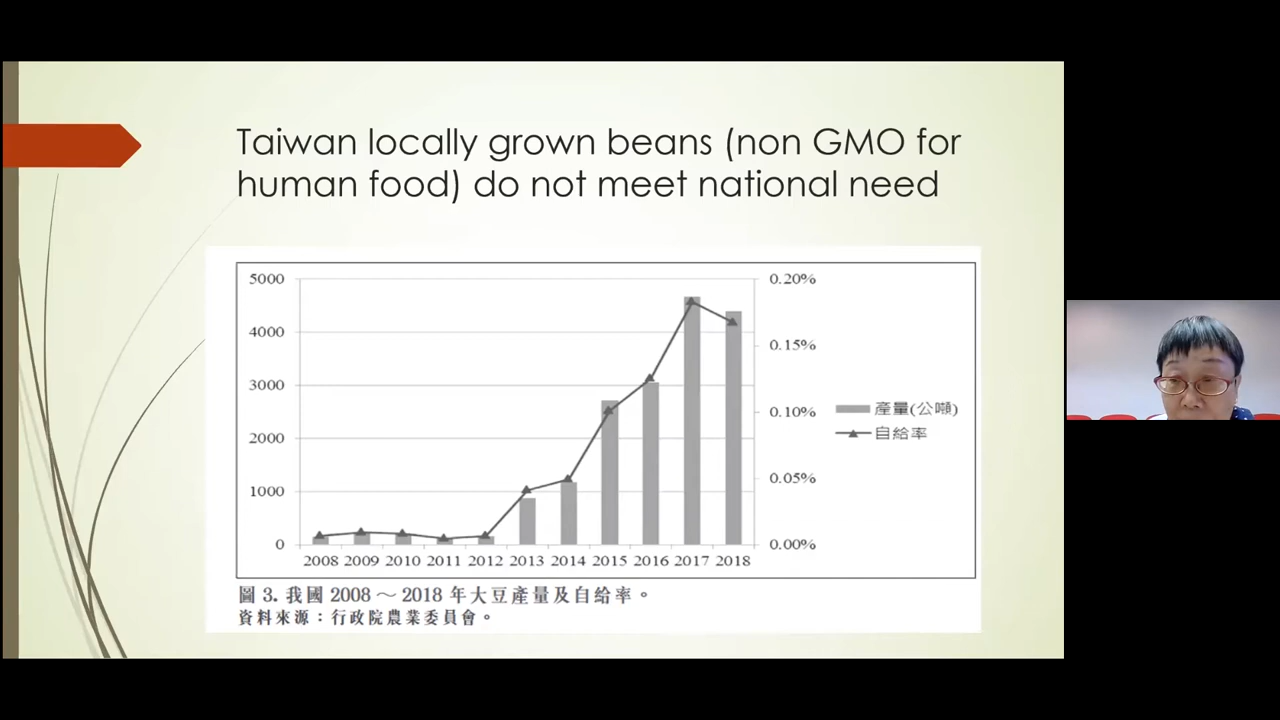 Taiwan locally grown beans (non GMO for
human food) do not meet national need
5000
4000
3000
2000
1000
0
0.20%
0.15%
0.10%
0.05%
0.00%
2008 2009 2010 2011 2012 2013 2014 2015 2016 2017 2018
產量(公噸)
自給率
圖 3. 我國 2008～2018 年大豆產量及自給率。
資料來源：行政院農業委員會。